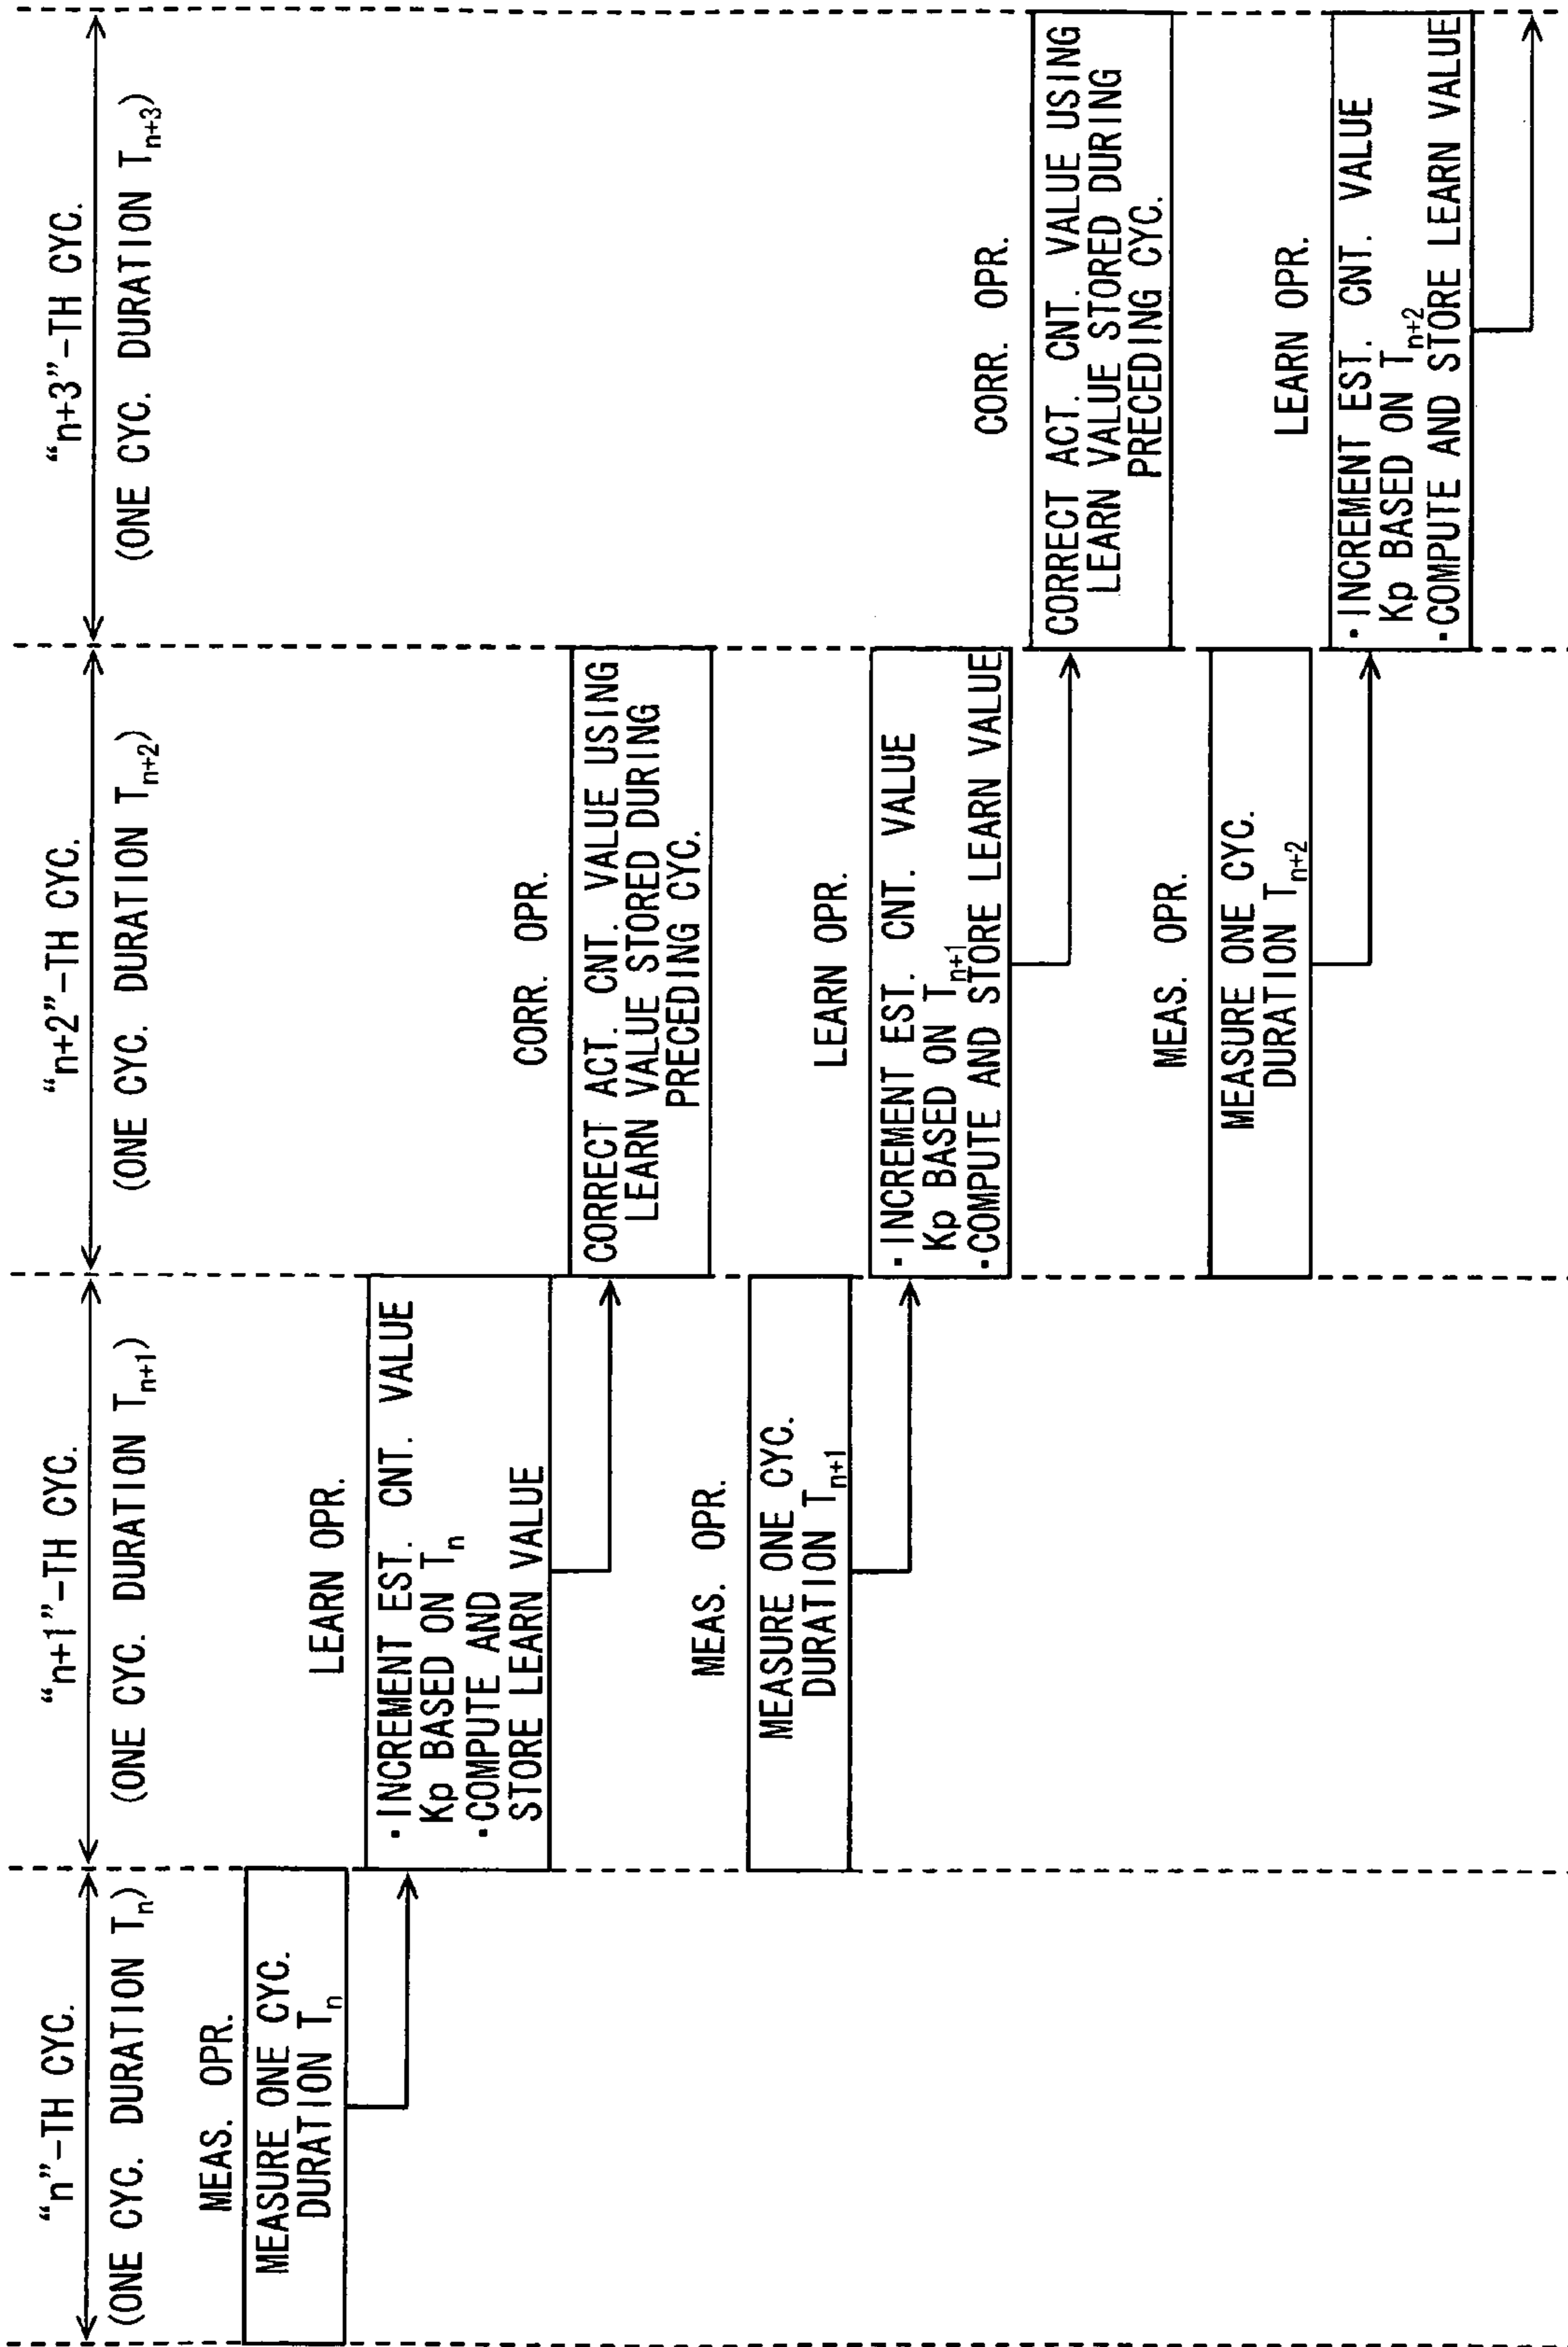 “n”-TH CYC.
(ONE CYC. DURATION Tn)
“n+1”-TH CYC.
(ONE CYC. DURATION Tn+1)
“n+2”-TH CYC.
(ONE CYC. DURATION Tn+2)
“n+3”-TH CYC.
(ONE CYC. DURATION Tn+3)
MEAS. OPR.
MEASURE ONE CYC.
DURATION Tn
LEARN OPR.
・INCREMENT EST. CNT. VALUE
Kp BASED ON Tn
・COMPUTE AND
STORE LEARN VALUE
CORR. OPR.
CORRECT ACT. CNT. VALUE USING
LEARN VALUE STORED DURING
PRECEDING CYC.
MEAS. OPR.
MEASURE ONE CYC.
DURATION Tn+1
LEARN OPR.
・INCREMENT EST. CNT. VALUE
Kp BASED ON Tn+1
・COMPUTE AND STORE LEARN VALUE
CORR. OPR.
CORRECT ACT. CNT. VALUE USING
LEARN VALUE STORED DURING
PRECEDING CYC.
MEAS. OPR.
MEASURE ONE CYC.
DURATION Tn+2
LEARN OPR.
・INCREMENT EST. CNT. VALUE
Kp BASED ON Tn+2
・COMPUTE AND STORE LEARN VALUE